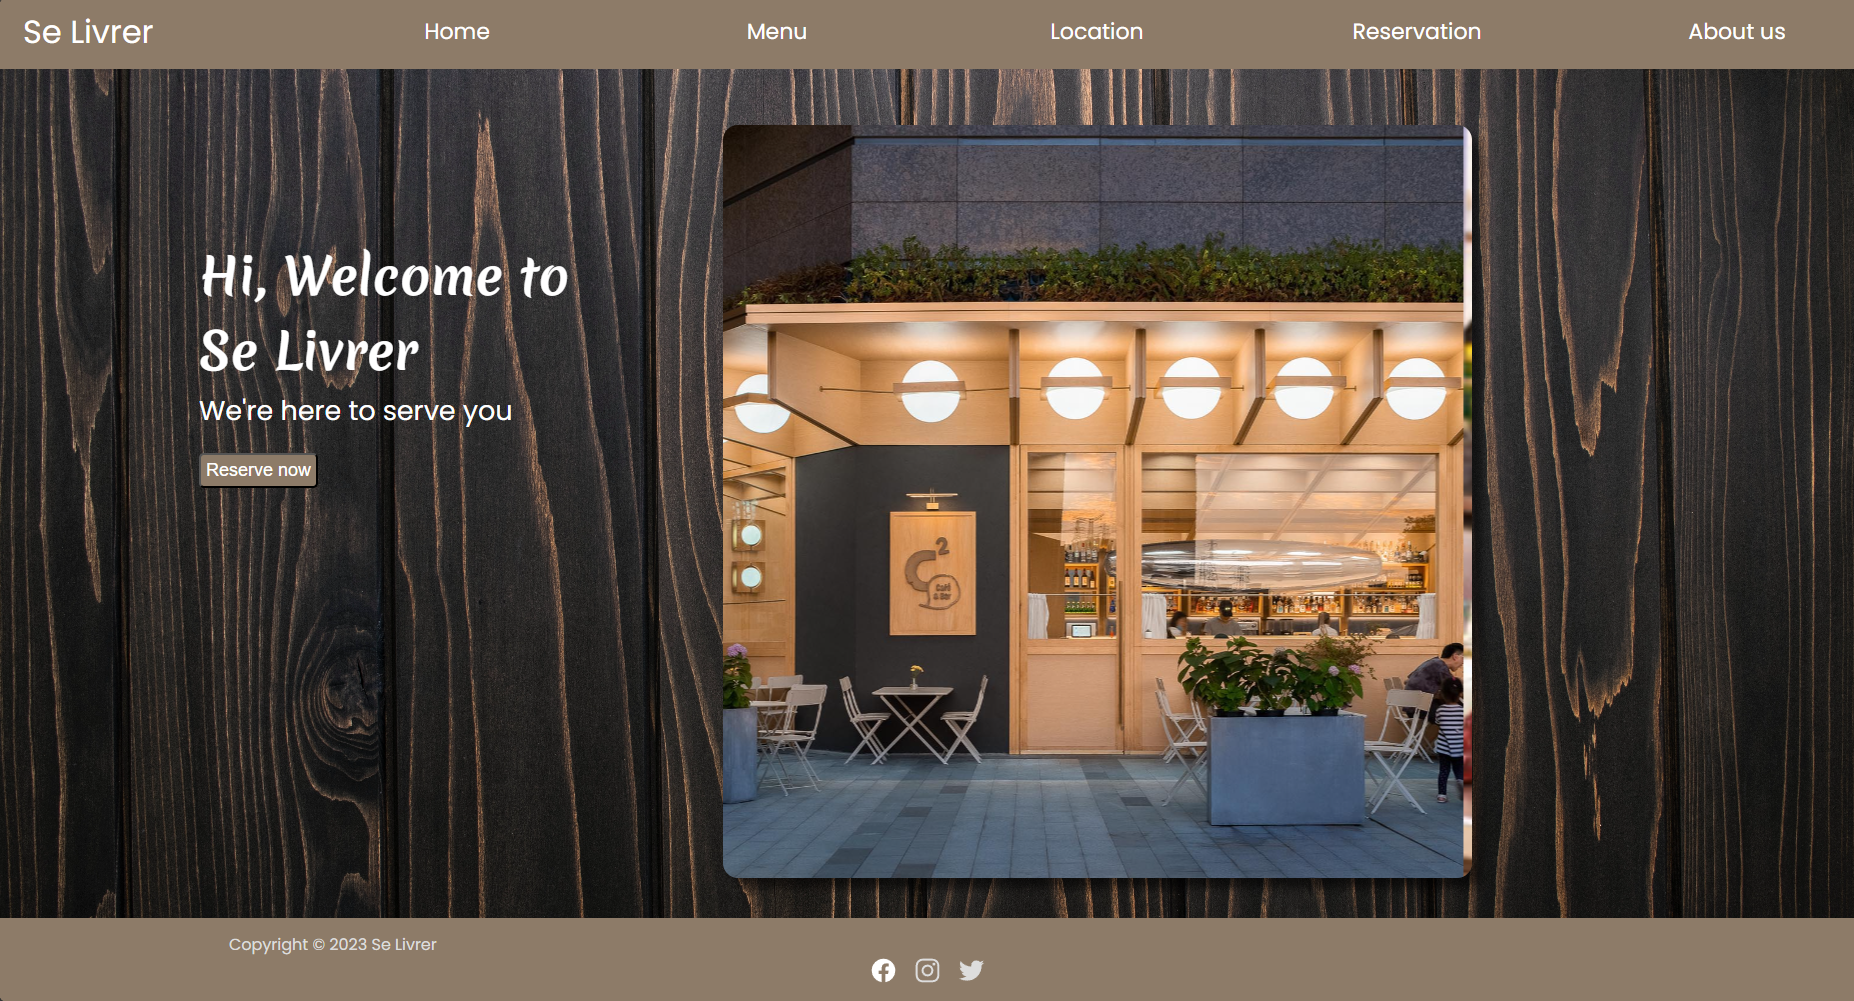 Se Livrer
Home
Menu
Location
Reservation
About us
Hi, Welcome to
Se Livrer
We're here to serve you
Reserve now
C2
Café
& Bar
Copyright © 2023 Se Livrer